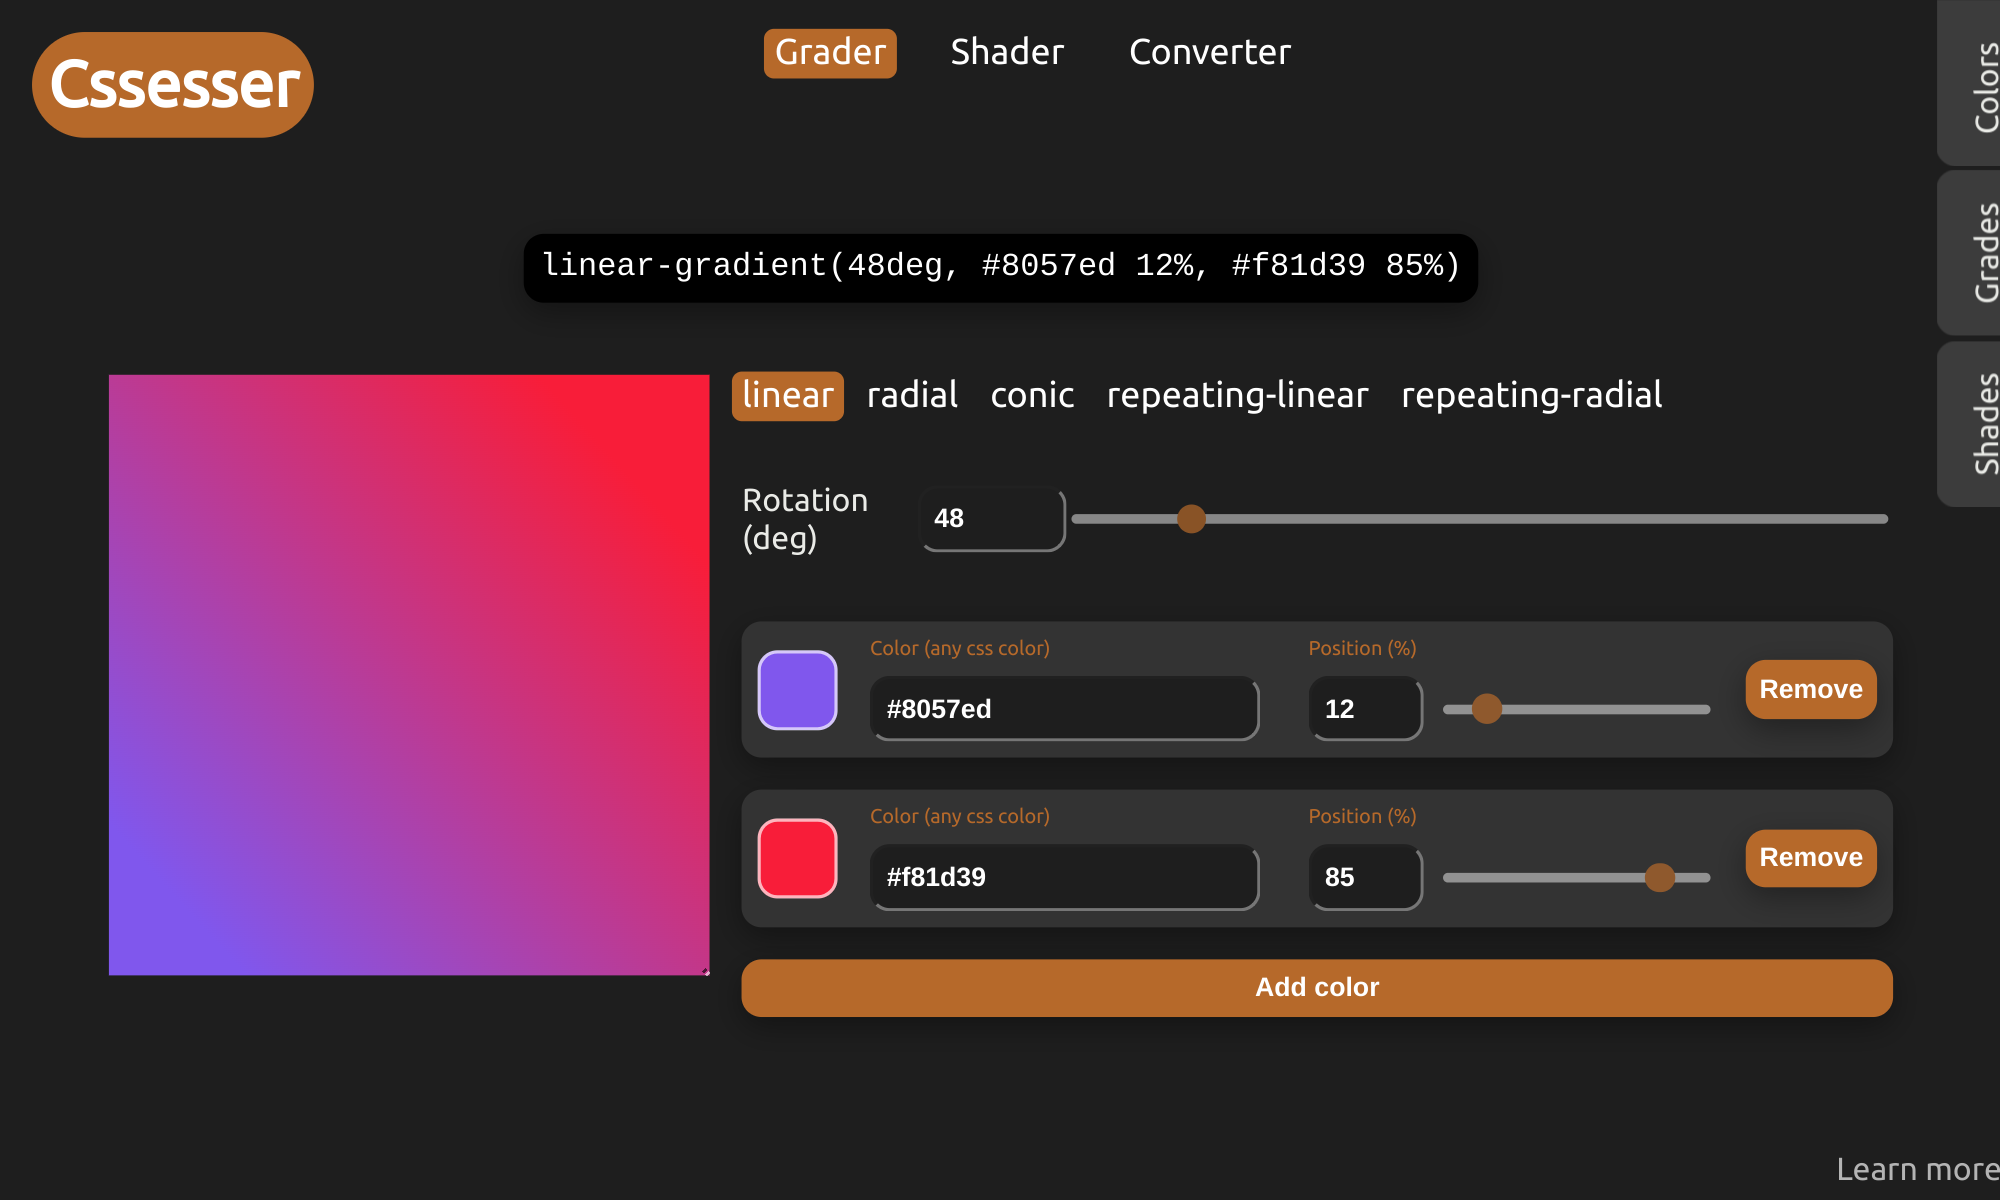 Cssesser
Grader Shader Converter
Colors
Grades
Shades
linear-gradient(48deg, #8057ed 12%, #f81d39 85%)
linear radial conic repeating-linear repeating-radial
Rotation
(deg)
48
Color (any css color) Position (%)
#8057ed 12 Remove
Color (any css color) Position (%)
#f81d39 85 Remove
Add color
Learn more